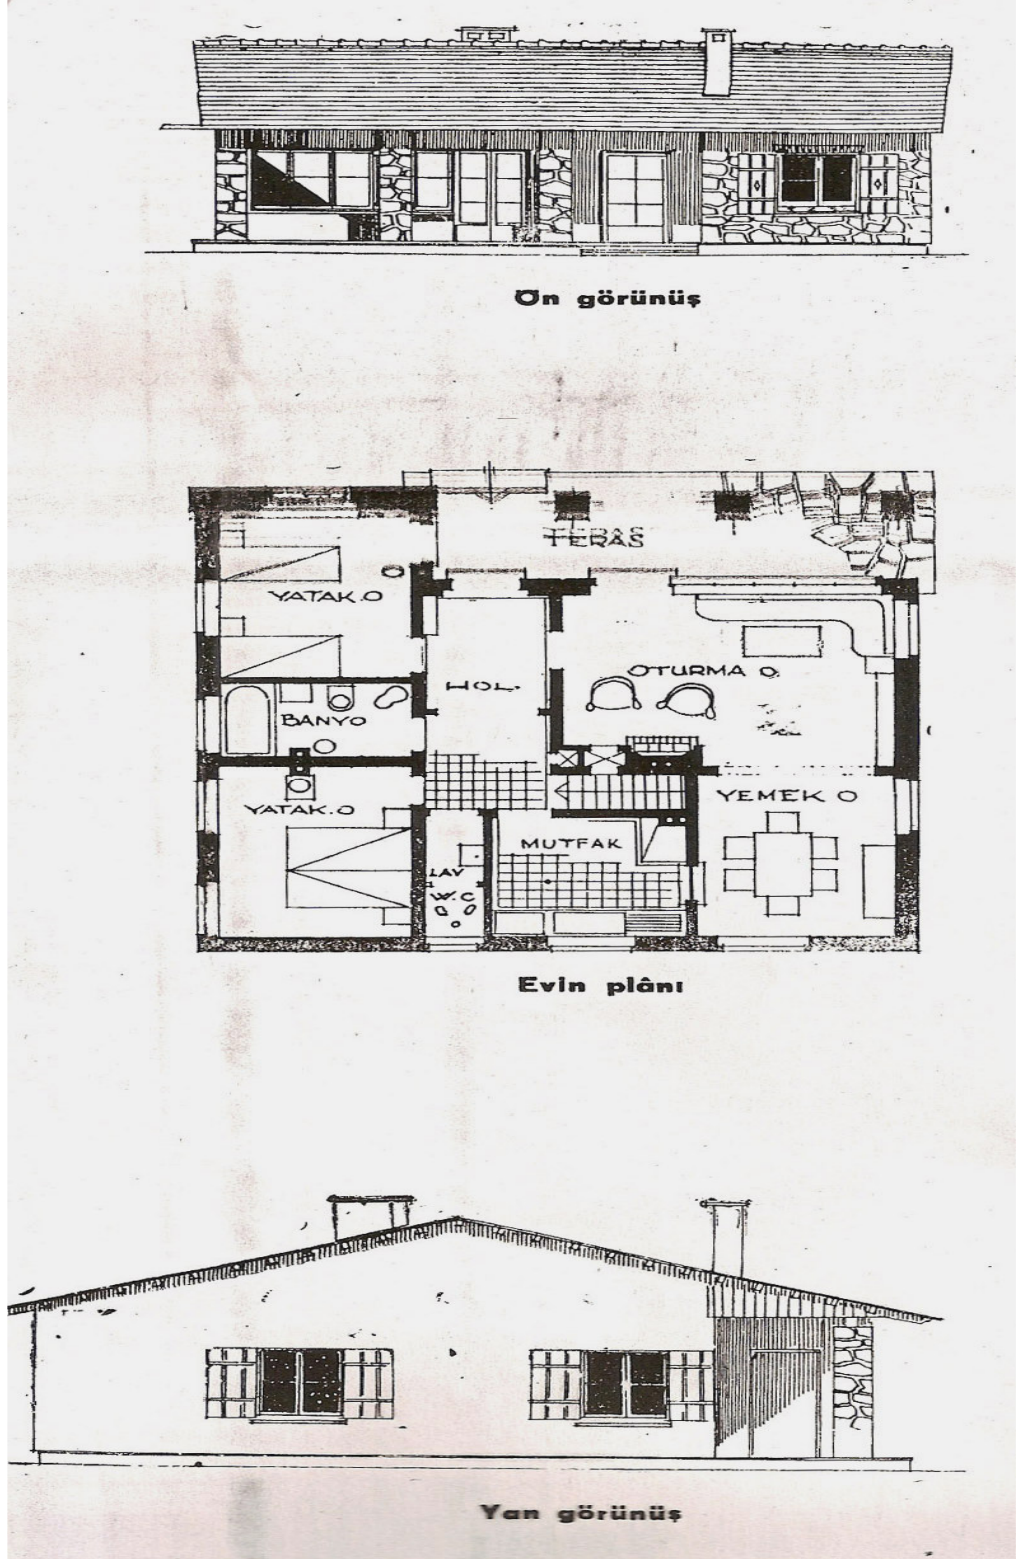 Ön görünüş
TERAS
YATAK.O
OTURMA O.
HOL.
BANYO
YATAK.O
YEMEK O
MUTFAK
LAV
W.C
Evin plânı
Yan görünüş